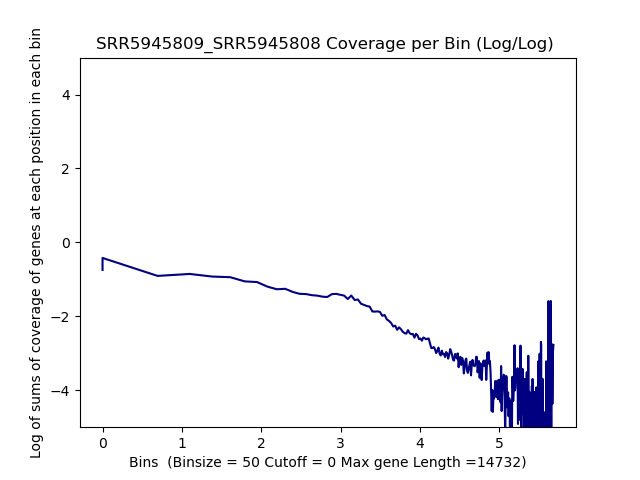 SRR5945809_SRR5945808 Coverage per Bin (Log/Log)
Log of sums of coverage of genes at each position in each bin
4
2
0
−2
−4
0 1 2 3 4 5
Bins  (Binsize = 50 Cutoff = 0 Max gene Length =14732)